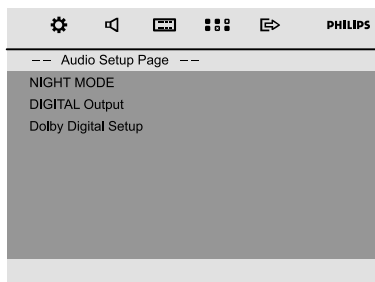 PHILIPS
-- Audio Setup Page --
NIGHT MODE
DIGITAL Output
Dolby Digital Setup